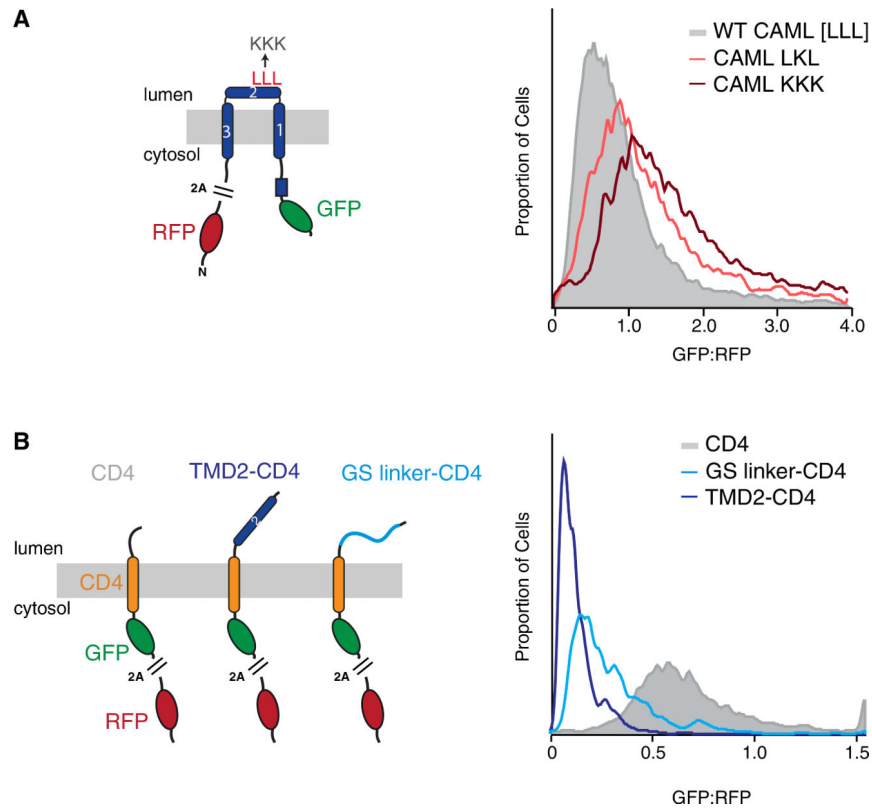 A
KKK
LLL
lumen
2
3
1
cytosol
2A
GFP
RFP
N
WT CAML [LLL]
CAML LKL
CAML KKK
Proportion of Cells
0
1.0
2.0
3.0
4.0
GFP:RFP
B
CD4
TMD2-CD4
GS linker-CD4
lumen
2
CD4
cytosol
GFP
2A
2A
2A
RFP
CD4
GS linker-CD4
TMD2-CD4
Proportion of Cells
0
0.5
1.0
1.5
GFP:RFP